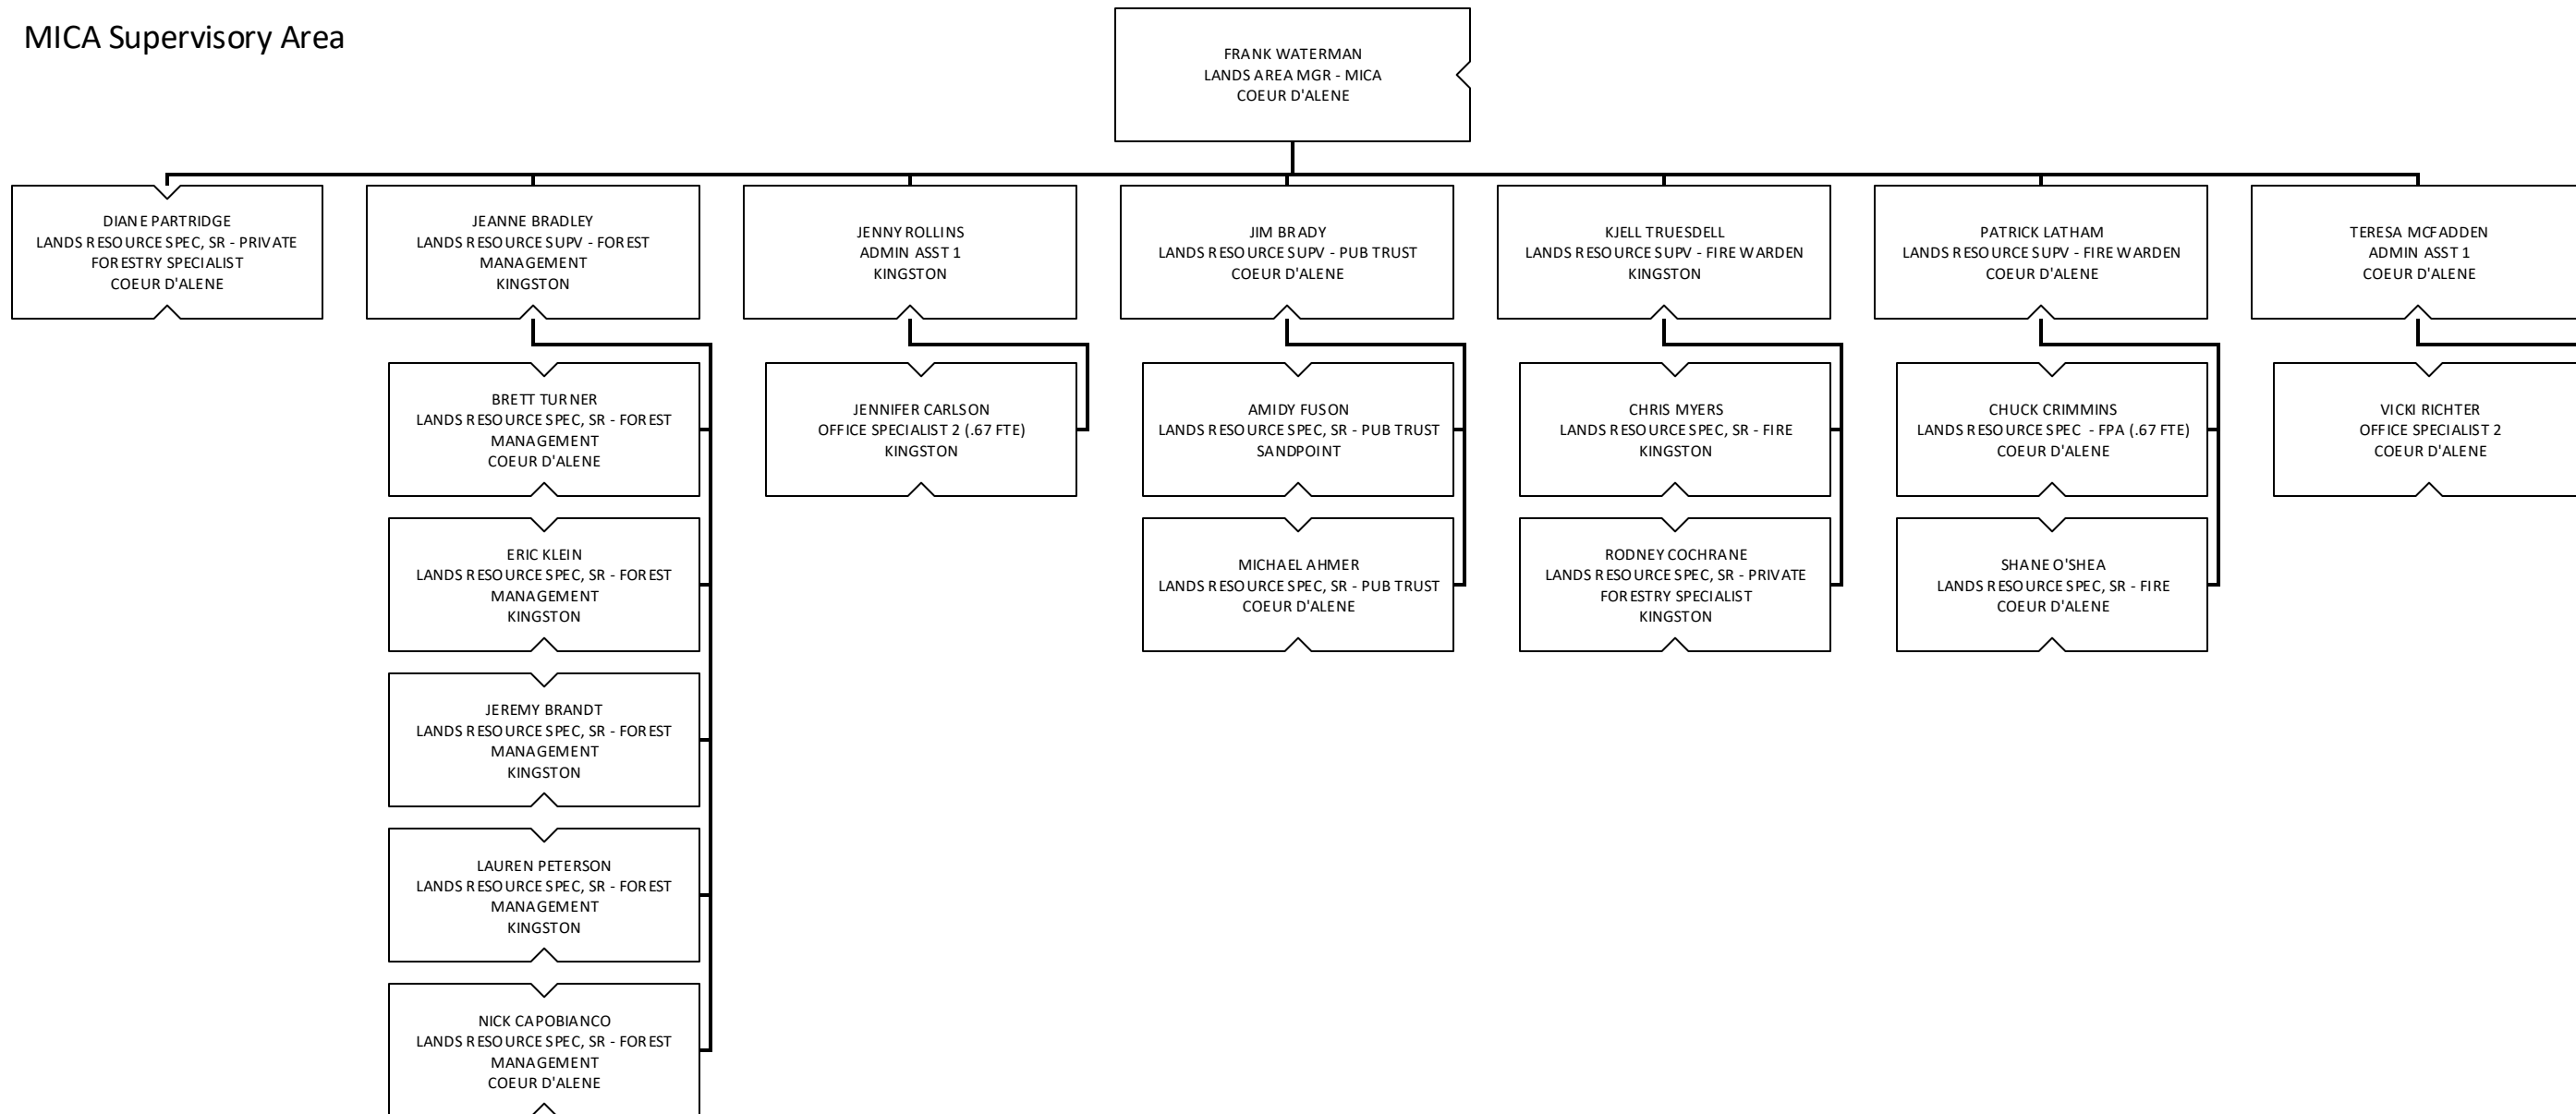 MICA Supervisory Area
FRANK WATERMAN
LANDS AREA MGR - MICA
COEUR D'ALENE
DIANE PARTRIDGE
LANDS RESOURCE SPEC, SR - PRIVATE
FORESTRY SPECIALIST
COEUR D'ALENE
JEANNE BRADLEY
LANDS RESOURCE SUPV - FOREST
MANAGEMENT
KINGSTON
JENNY ROLLINS
ADMIN ASST 1
KINGSTON
JIM BRADY
LANDS RESOURCE SUPV - PUB TRUST
COEUR D'ALENE
KJELL TRUESDELL
LANDS RESOURCE SUPV - FIRE WARDEN
KINGSTON
PATRICK LATHAM
LANDS RESOURCE SUPV - FIRE WARDEN
COEUR D'ALENE
TERESA MCFADDEN
ADMIN ASST 1
COEUR D'ALENE
BRETT TURNER
LANDS RESOURCE SPEC, SR - FOREST
MANAGEMENT
COEUR D'ALENE
JENNIFER CARLSON
OFFICE SPECIALIST 2 (.67 FTE)
KINGSTON
AMIDY FUSON
LANDS RESOURCE SPEC, SR - PUB TRUST
SANDPOINT
CHRIS MYERS
LANDS RESOURCE SPEC, SR - FIRE
KINGSTON
CHUCK CRIMMINS
LANDS RESOURCE SPEC - FPA (.67 FTE)
COEUR D'ALENE
VICKI RICHTER
OFFICE SPECIALIST 2
COEUR D'ALENE
ERIC KLEIN
LANDS RESOURCE SPEC, SR - FOREST
MANAGEMENT
KINGSTON
MICHAEL AHMER
LANDS RESOURCE SPEC, SR - PUB TRUST
COEUR D'ALENE
RODNEY COCHRANE
LANDS RESOURCE SPEC, SR - PRIVATE
FORESTRY SPECIALIST
KINGSTON
SHANE O'SHEA
LANDS RESOURCE SPEC, SR - FIRE
COEUR D'ALENE
JEREMY BRANDT
LANDS RESOURCE SPEC, SR - FOREST
MANAGEMENT
KINGSTON
LAUREN PETERSON
LANDS RESOURCE SPEC, SR - FOREST
MANAGEMENT
KINGSTON
NICK CAPOBIANCO
LANDS RESOURCE SPEC, SR - FOREST
MANAGEMENT
COEUR D'ALENE